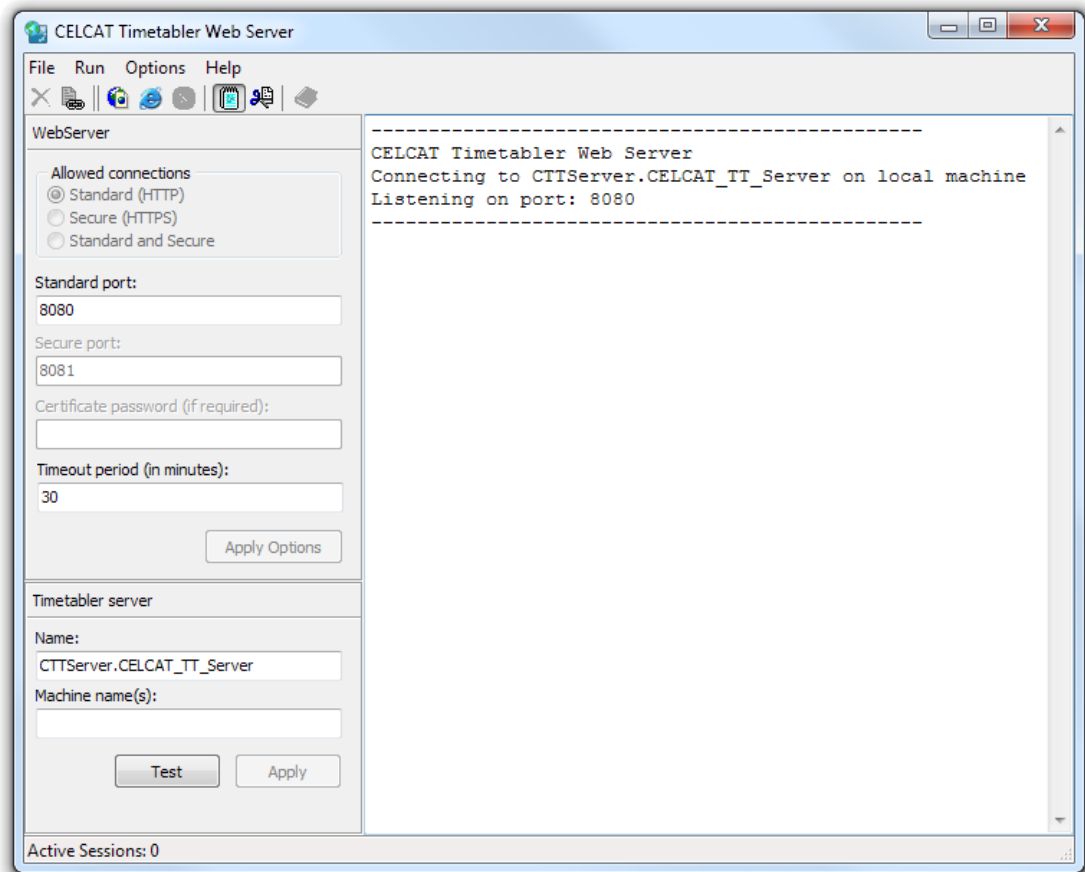 CELCAT Timetabler Web Server
File Run Options Help
WebServer
Allowed connections
Standard (HTTP)
Secure (HTTPS)
Standard and Secure
Standard port:
8080
Secure port:
8081
Certificate password (if required):
Timeout period (in minutes):
30
Apply Options
Timetabler server
Name:
CTTServer.CELCAT_TT_Server
Machine name(s):
Test Apply
------------------------------------------------
CELCAT Timetabler Web Server
Connecting to CTTServer.CELCAT_TT_Server on local machine
Listening on port: 8080
------------------------------------------------
Active Sessions: 0